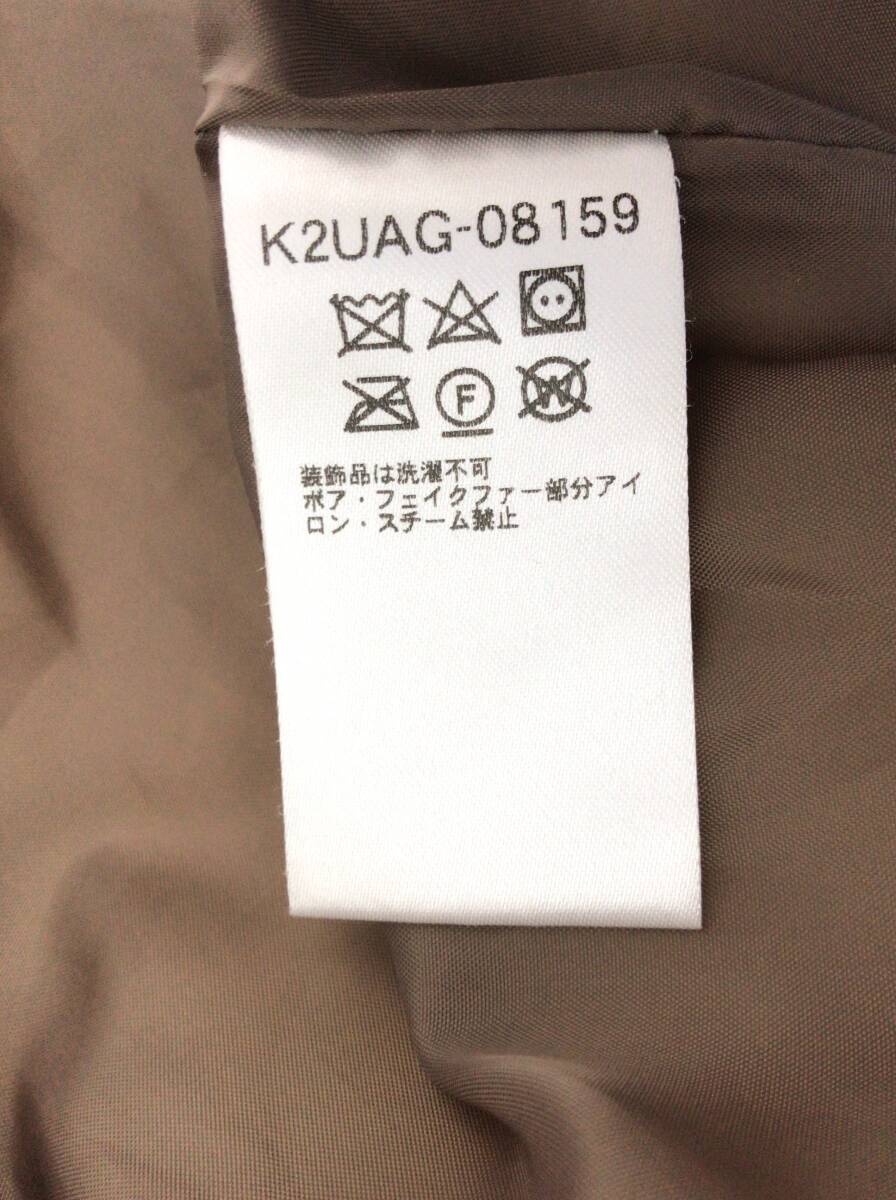 K2UAG-08159
F
W
装飾品は洗濯不可
ボア・フェイクファー部分アイ
ロン・スチーム禁止